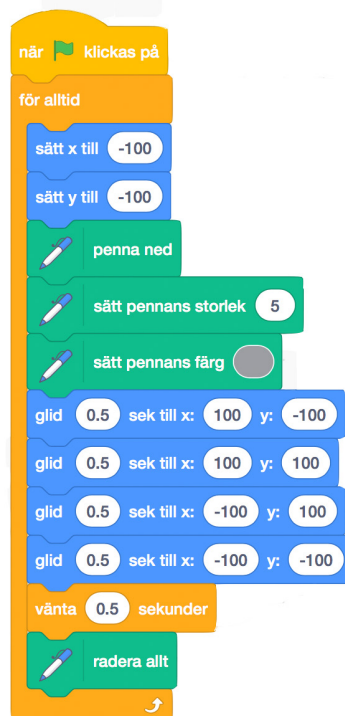 när klickas på
för alltid
sätt x till -100
sätt y till -100
penna ned
sätt pennans storlek 5
sätt pennans färg
glid 0.5 sek till x: 100 y: -100
glid 0.5 sek till x: 100 y: 100
glid 0.5 sek till x: -100 y: 100
glid 0.5 sek till x: -100 y: -100
vänta 0.5 sekunder
radera allt